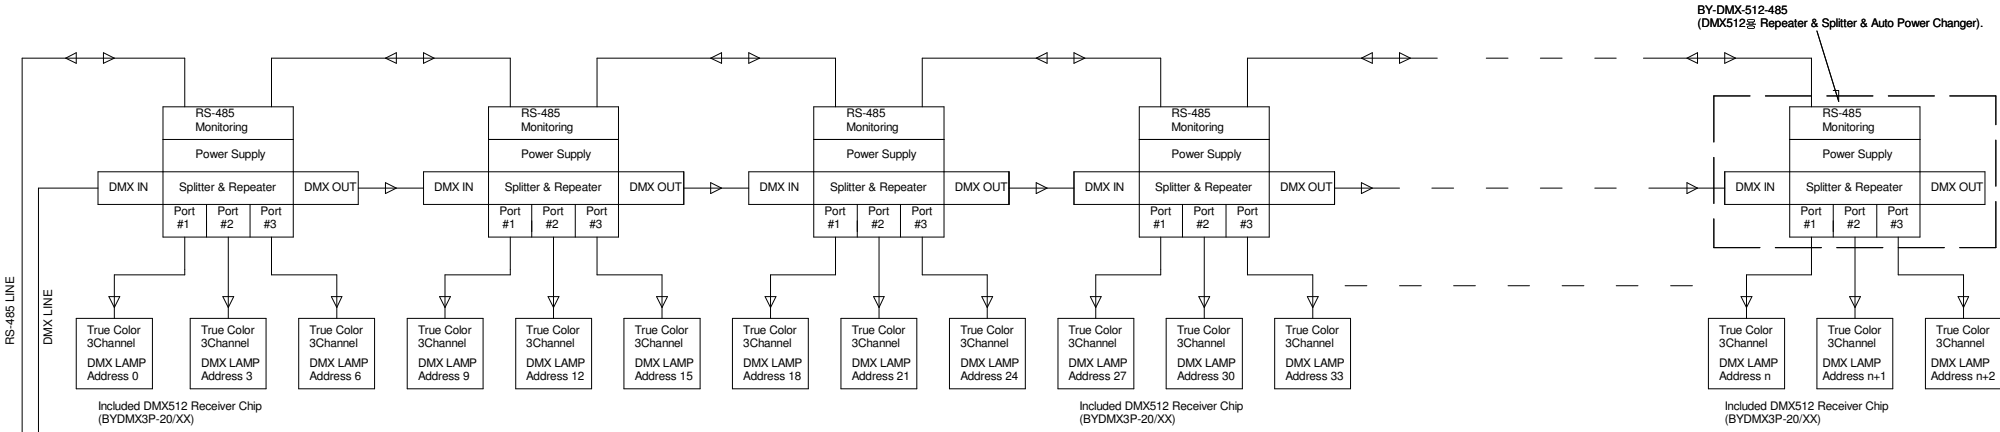 BY-DMX-512-485
(DMX512용 Repeater & Splitter & Auto Power Changer).
RS-485
Monitoring
Power Supply
DMX IN
Splitter & Repeater
DMX OUT
Port
#1
Port
#2
Port
#3
RS-485
Monitoring
Power Supply
DMX IN
Splitter & Repeater
DMX OUT
Port
#1
Port
#2
Port
#3
RS-485
Monitoring
Power Supply
DMX IN
Splitter & Repeater
DMX OUT
Port
#1
Port
#2
Port
#3
RS-485
Monitoring
Power Supply
DMX IN
Splitter & Repeater
DMX OUT
Port
#1
Port
#2
Port
#3
RS-485
Monitoring
Power Supply
DMX IN
Splitter & Repeater
DMX OUT
Port
#1
Port
#2
Port
#3
RS-485 LINE
DMX LINE
True Color
3Channel
DMX LAMP
Address 0
True Color
3Channel
DMX LAMP
Address 3
True Color
3Channel
DMX LAMP
Address 6
True Color
3Channel
DMX LAMP
Address 9
True Color
3Channel
DMX LAMP
Address 12
True Color
3Channel
DMX LAMP
Address 15
True Color
3Channel
DMX LAMP
Address 18
True Color
3Channel
DMX LAMP
Address 21
True Color
3Channel
DMX LAMP
Address 24
True Color
3Channel
DMX LAMP
Address 27
True Color
3Channel
DMX LAMP
Address 30
True Color
3Channel
DMX LAMP
Address 33
True Color
3Channel
DMX LAMP
Address n
True Color
3Channel
DMX LAMP
Address n+1
True Color
3Channel
DMX LAMP
Address n+2
Included DMX512 Receiver Chip
(BYDMX3P-20/XX)
Included DMX512 Receiver Chip
(BYDMX3P-20/XX)
Included DMX512 Receiver Chip
(BYDMX3P-20/XX)